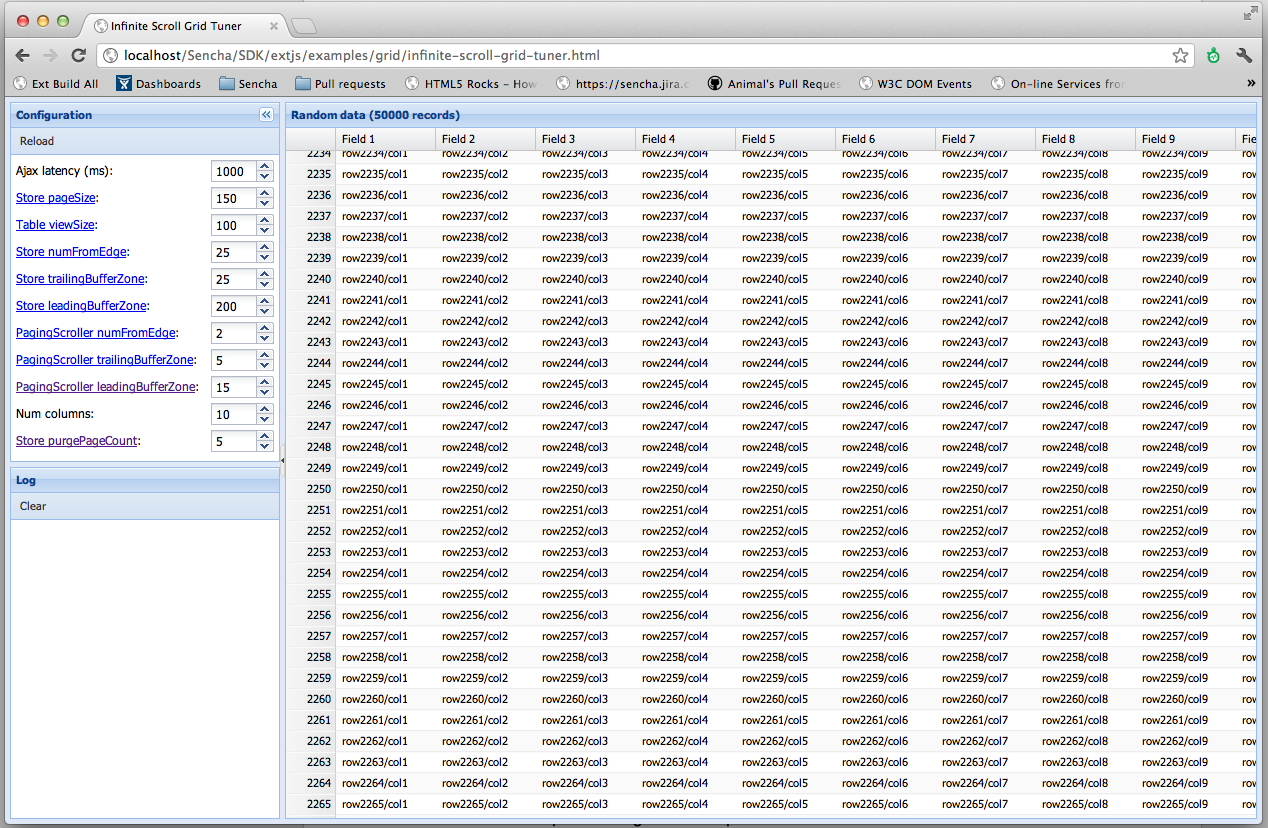 Infinite Scroll Grid Tuner
localhost/Sencha/SDK/extjs/examples/grid/infinite-scroll-grid-tuner.html
Ext Build All Dashboards Sencha Pull requests HTML5 Rocks - How https://sencha.jira.c Animal's Pull Reques W3C DOM Events On-line Services from »
Configuration
Reload
Ajax latency (ms): 1000
Store pageSize: 150
Table viewSize: 100
Store numFromEdge: 25
Store trailingBufferZone: 25
Store leadingBufferZone: 200
PagingScroller numFromEdge: 2
PagingScroller trailingBufferZone: 5
PagingScroller leadingBufferZone: 15
Num columns: 10
Store purgePageCount: 5
Log
Clear
Random data (50000 records)
Field 1 Field 2 Field 3 Field 4 Field 5 Field 6 Field 7 Field 8 Field 9 Fie
2234 row2234/col1 row2234/col2 row2234/col3 row2234/col4 row2234/col5 row2234/col6 row2234/col7 row2234/col8 row2234/col9
2235 row2235/col1 row2235/col2 row2235/col3 row2235/col4 row2235/col5 row2235/col6 row2235/col7 row2235/col8 row2235/col9
2236 row2236/col1 row2236/col2 row2236/col3 row2236/col4 row2236/col5 row2236/col6 row2236/col7 row2236/col8 row2236/col9
2237 row2237/col1 row2237/col2 row2237/col3 row2237/col4 row2237/col5 row2237/col6 row2237/col7 row2237/col8 row2237/col9
2238 row2238/col1 row2238/col2 row2238/col3 row2238/col4 row2238/col5 row2238/col6 row2238/col7 row2238/col8 row2238/col9
2239 row2239/col1 row2239/col2 row2239/col3 row2239/col4 row2239/col5 row2239/col6 row2239/col7 row2239/col8 row2239/col9
2240 row2240/col1 row2240/col2 row2240/col3 row2240/col4 row2240/col5 row2240/col6 row2240/col7 row2240/col8 row2240/col9
2241 row2241/col1 row2241/col2 row2241/col3 row2241/col4 row2241/col5 row2241/col6 row2241/col7 row2241/col8 row2241/col9
2242 row2242/col1 row2242/col2 row2242/col3 row2242/col4 row2242/col5 row2242/col6 row2242/col7 row2242/col8 row2242/col9
2243 row2243/col1 row2243/col2 row2243/col3 row2243/col4 row2243/col5 row2243/col6 row2243/col7 row2243/col8 row2243/col9
2244 row2244/col1 row2244/col2 row2244/col3 row2244/col4 row2244/col5 row2244/col6 row2244/col7 row2244/col8 row2244/col9
2245 row2245/col1 row2245/col2 row2245/col3 row2245/col4 row2245/col5 row2245/col6 row2245/col7 row2245/col8 row2245/col9
2246 row2246/col1 row2246/col2 row2246/col3 row2246/col4 row2246/col5 row2246/col6 row2246/col7 row2246/col8 row2246/col9
2247 row2247/col1 row2247/col2 row2247/col3 row2247/col4 row2247/col5 row2247/col6 row2247/col7 row2247/col8 row2247/col9
2248 row2248/col1 row2248/col2 row2248/col3 row2248/col4 row2248/col5 row2248/col6 row2248/col7 row2248/col8 row2248/col9
2249 row2249/col1 row2249/col2 row2249/col3 row2249/col4 row2249/col5 row2249/col6 row2249/col7 row2249/col8 row2249/col9
2250 row2250/col1 row2250/col2 row2250/col3 row2250/col4 row2250/col5 row2250/col6 row2250/col7 row2250/col8 row2250/col9
2251 row2251/col1 row2251/col2 row2251/col3 row2251/col4 row2251/col5 row2251/col6 row2251/col7 row2251/col8 row2251/col9
2252 row2252/col1 row2252/col2 row2252/col3 row2252/col4 row2252/col5 row2252/col6 row2252/col7 row2252/col8 row2252/col9
2253 row2253/col1 row2253/col2 row2253/col3 row2253/col4 row2253/col5 row2253/col6 row2253/col7 row2253/col8 row2253/col9
2254 row2254/col1 row2254/col2 row2254/col3 row2254/col4 row2254/col5 row2254/col6 row2254/col7 row2254/col8 row2254/col9
2255 row2255/col1 row2255/col2 row2255/col3 row2255/col4 row2255/col5 row2255/col6 row2255/col7 row2255/col8 row2255/col9
2256 row2256/col1 row2256/col2 row2256/col3 row2256/col4 row2256/col5 row2256/col6 row2256/col7 row2256/col8 row2256/col9
2257 row2257/col1 row2257/col2 row2257/col3 row2257/col4 row2257/col5 row2257/col6 row2257/col7 row2257/col8 row2257/col9
2258 row2258/col1 row2258/col2 row2258/col3 row2258/col4 row2258/col5 row2258/col6 row2258/col7 row2258/col8 row2258/col9
2259 row2259/col1 row2259/col2 row2259/col3 row2259/col4 row2259/col5 row2259/col6 row2259/col7 row2259/col8 row2259/col9
2260 row2260/col1 row2260/col2 row2260/col3 row2260/col4 row2260/col5 row2260/col6 row2260/col7 row2260/col8 row2260/col9
2261 row2261/col1 row2261/col2 row2261/col3 row2261/col4 row2261/col5 row2261/col6 row2261/col7 row2261/col8 row2261/col9
2262 row2262/col1 row2262/col2 row2262/col3 row2262/col4 row2262/col5 row2262/col6 row2262/col7 row2262/col8 row2262/col9
2263 row2263/col1 row2263/col2 row2263/col3 row2263/col4 row2263/col5 row2263/col6 row2263/col7 row2263/col8 row2263/col9
2264 row2264/col1 row2264/col2 row2264/col3 row2264/col4 row2264/col5 row2264/col6 row2264/col7 row2264/col8 row2264/col9
2265 row2265/col1 row2265/col2 row2265/col3 row2265/col4 row2265/col5 row2265/col6 row2265/col7 row2265/col8 row2265/col9